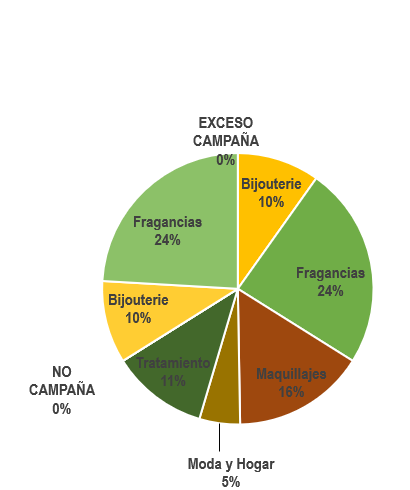 EXCESO
CAMPAÑA
0%
Bijouterie
10%
Fragancias
24%
Maquillajes
16%
Moda y Hogar
5%
Tratamiento
11%
NO
CAMPAÑA
0%
Bijouterie
10%
Fragancias
24%